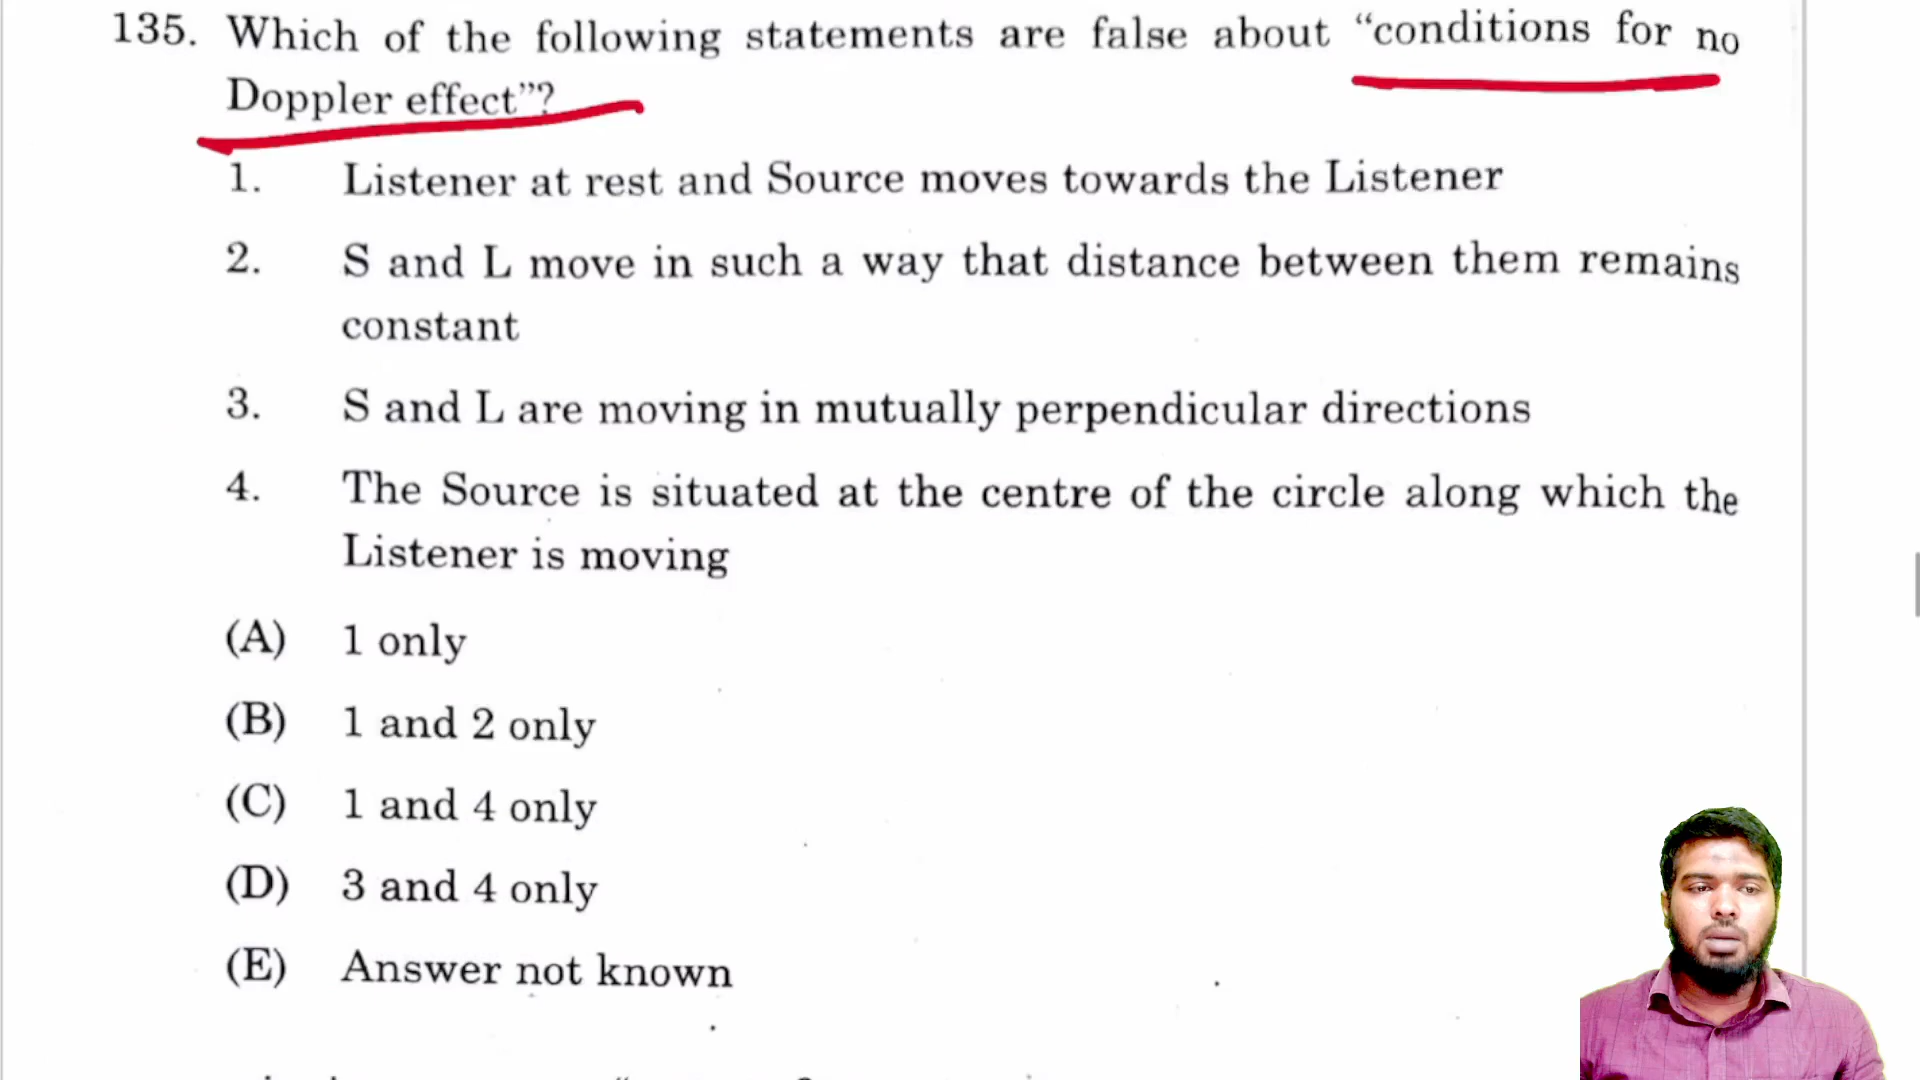 135. Which of the following statements are false about “conditions for no
Doppler effect”?
1. Listener at rest and Source moves towards the Listener
2. S and L move in such a way that distance between them remains
constant
3. S and L are moving in mutually perpendicular directions
4. The Source is situated at the centre of the circle along which the
Listener is moving
(A) 1 only
(B) 1 and 2 only
(C) 1 and 4 only
(D) 3 and 4 only
(E) Answer not known